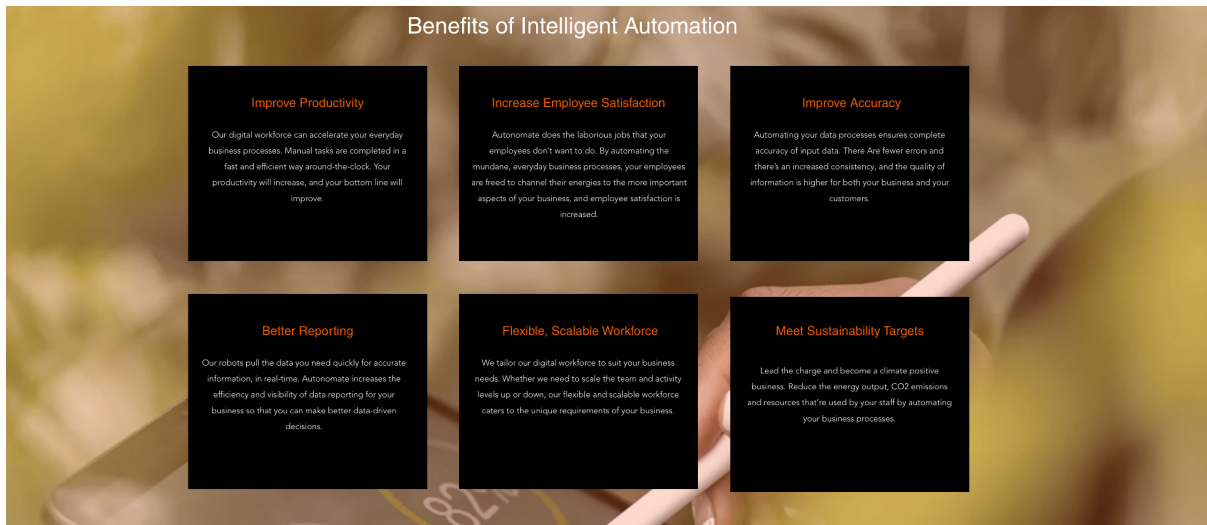 Benefits of Intelligent Automation
Improve Productivity
Our digital workforce can accelerate your everyday
business processes. Manual tasks are completed in a
fast and efficient way around-the-clock. Your
productivity will increase, and your bottom line will
improve.
Increase Employee Satisfaction
Autonomate does the laborious jobs that your
employees don't want to do. By automating the
mundane, everyday business processes, your employees
are freed to channel their energies to the more important
aspects of your business, and employee satisfaction is
increased.
Improve Accuracy
Automating your data processes ensures complete
accuracy of input data. There Are fewer errors and
there's an increased consistency, and the quality of
information is higher for both your business and your
customers.
Better Reporting
Our robots pull the data you need quickly for accurate
information, in real-time. Autonomate increases the
efficiency and visibility of data reporting for your
business so that you can make better data-driven
decisions.
Flexible, Scalable Workforce
We tailor our digital workforce to suit your business
needs. Whether we need to scale the team and activity
levels up or down, our flexible and scalable workforce
caters to the unique requirements of your business.
Meet Sustainability Targets
Lead the charge and become a climate positive
business. Reduce the energy output, CO2 emissions
and resources that're used by your staff by automating
your business processes.